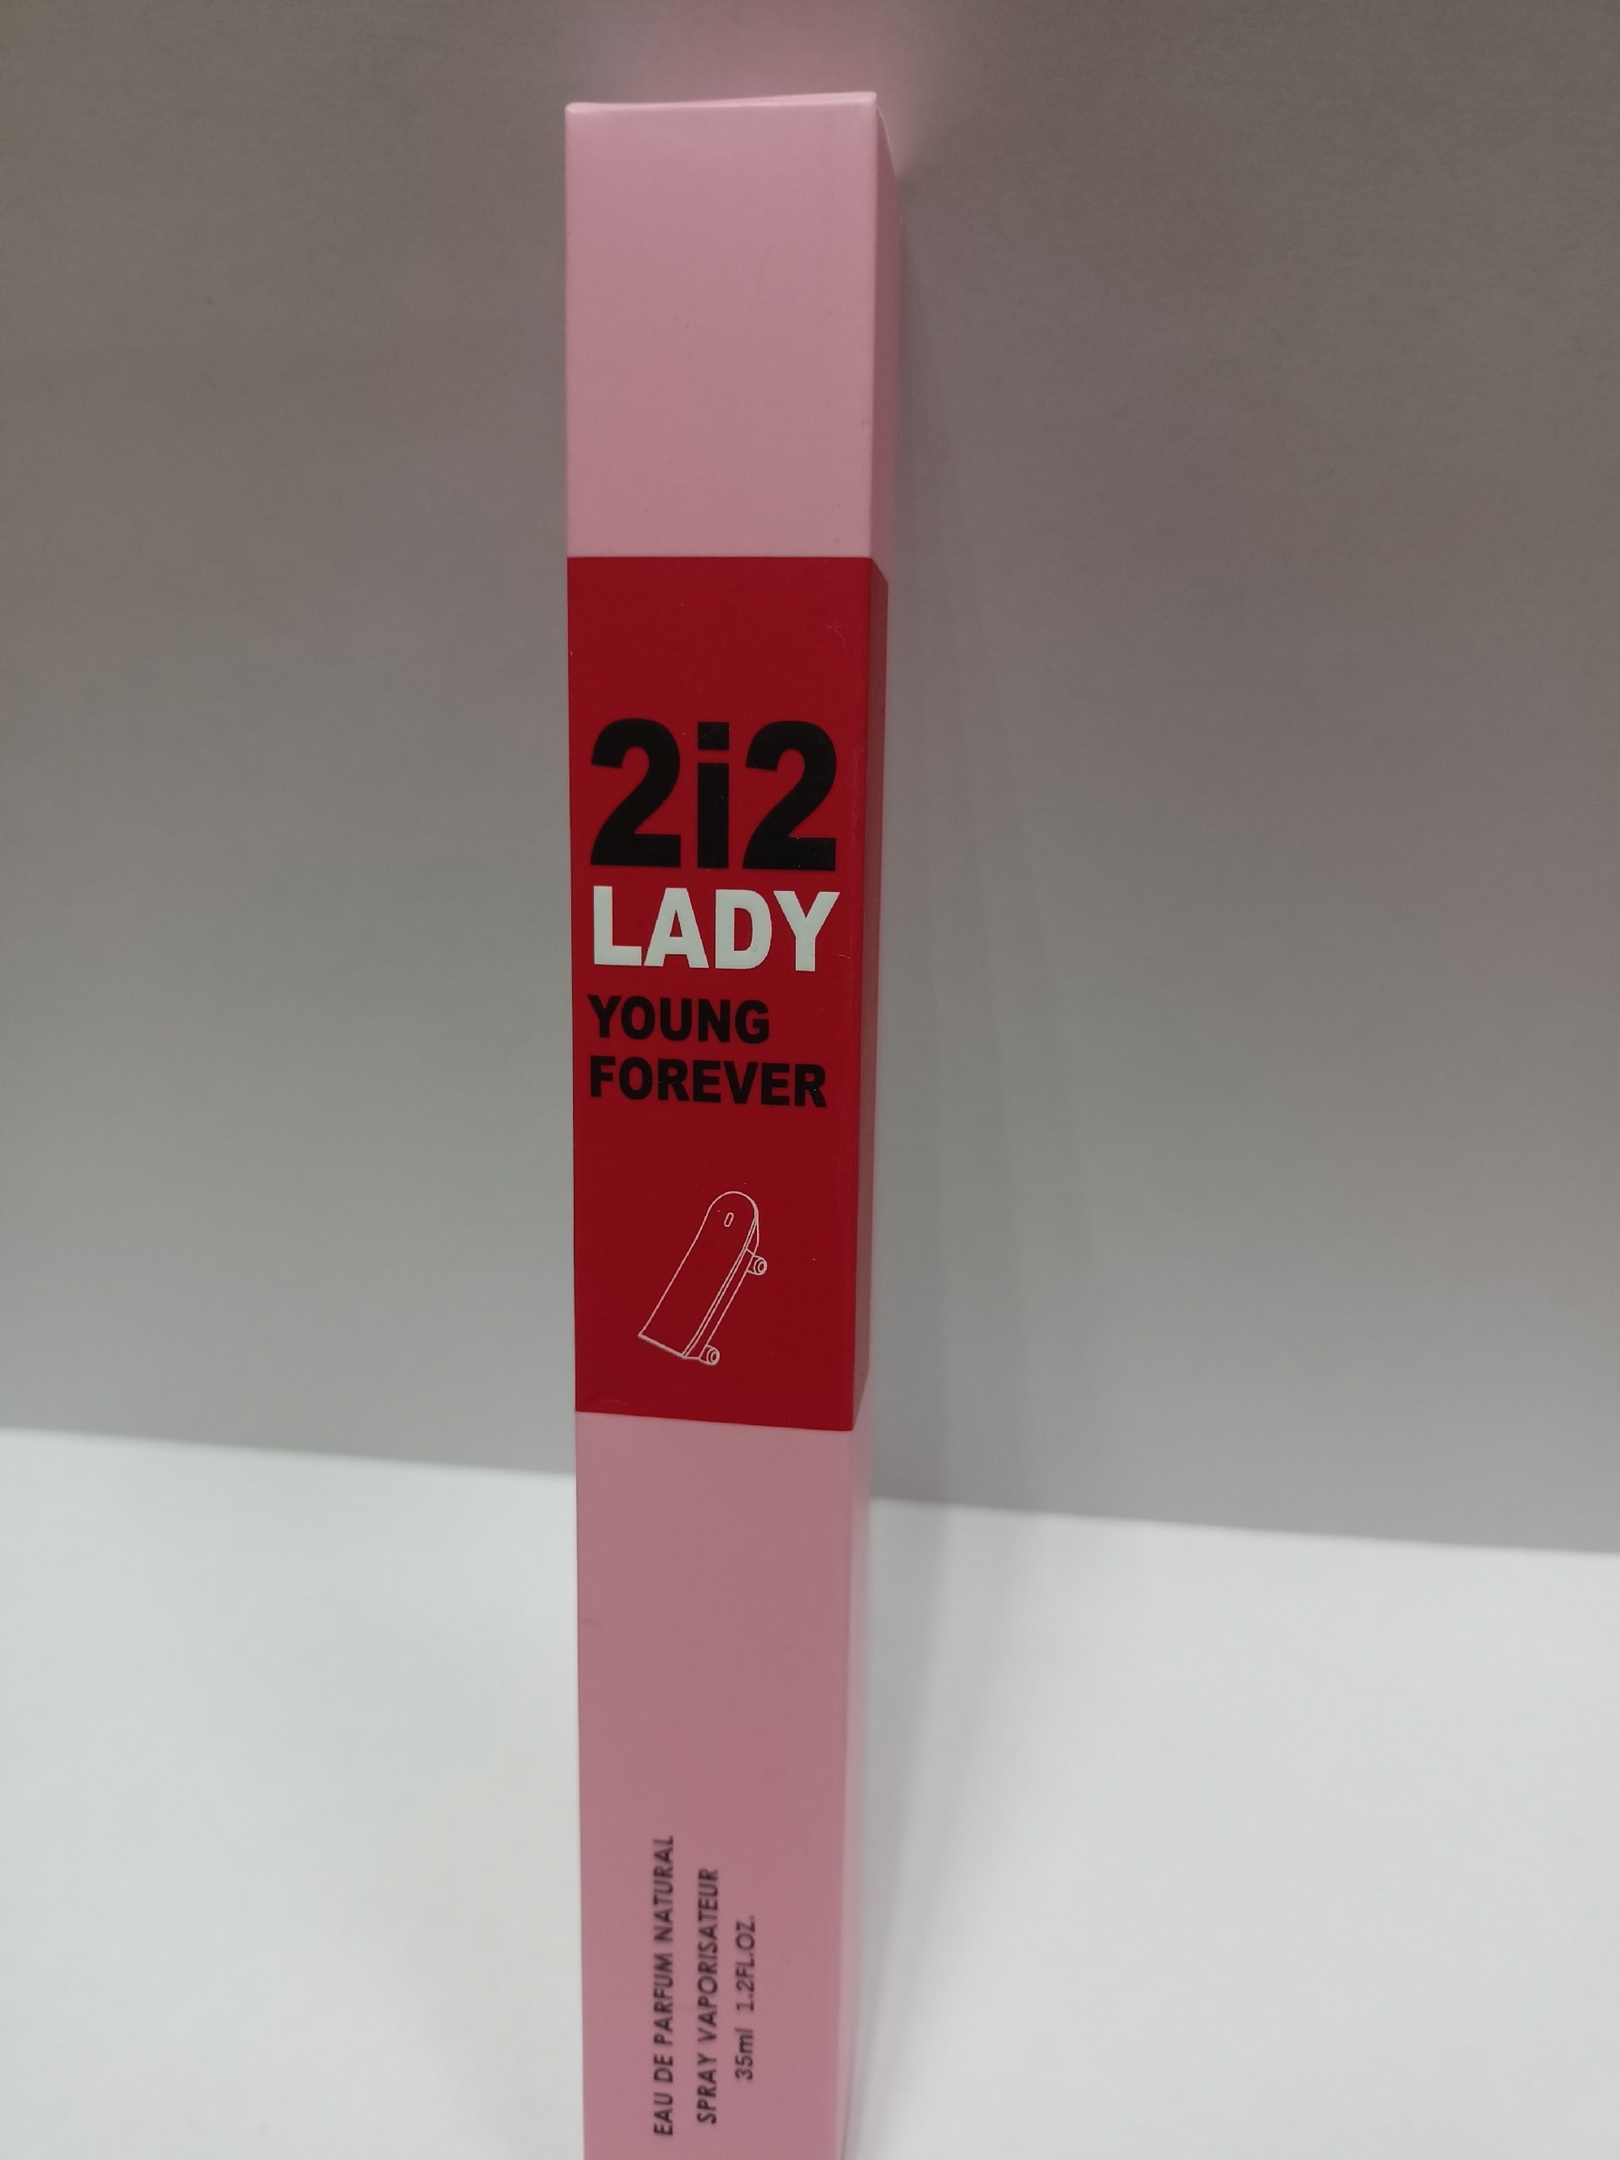 2i2
LADY
YOUNG
FOREVER
EAU DE PARFUM NATURAL
SPRAY VAPORISATEUR
35ml 1.2FL.OZ.